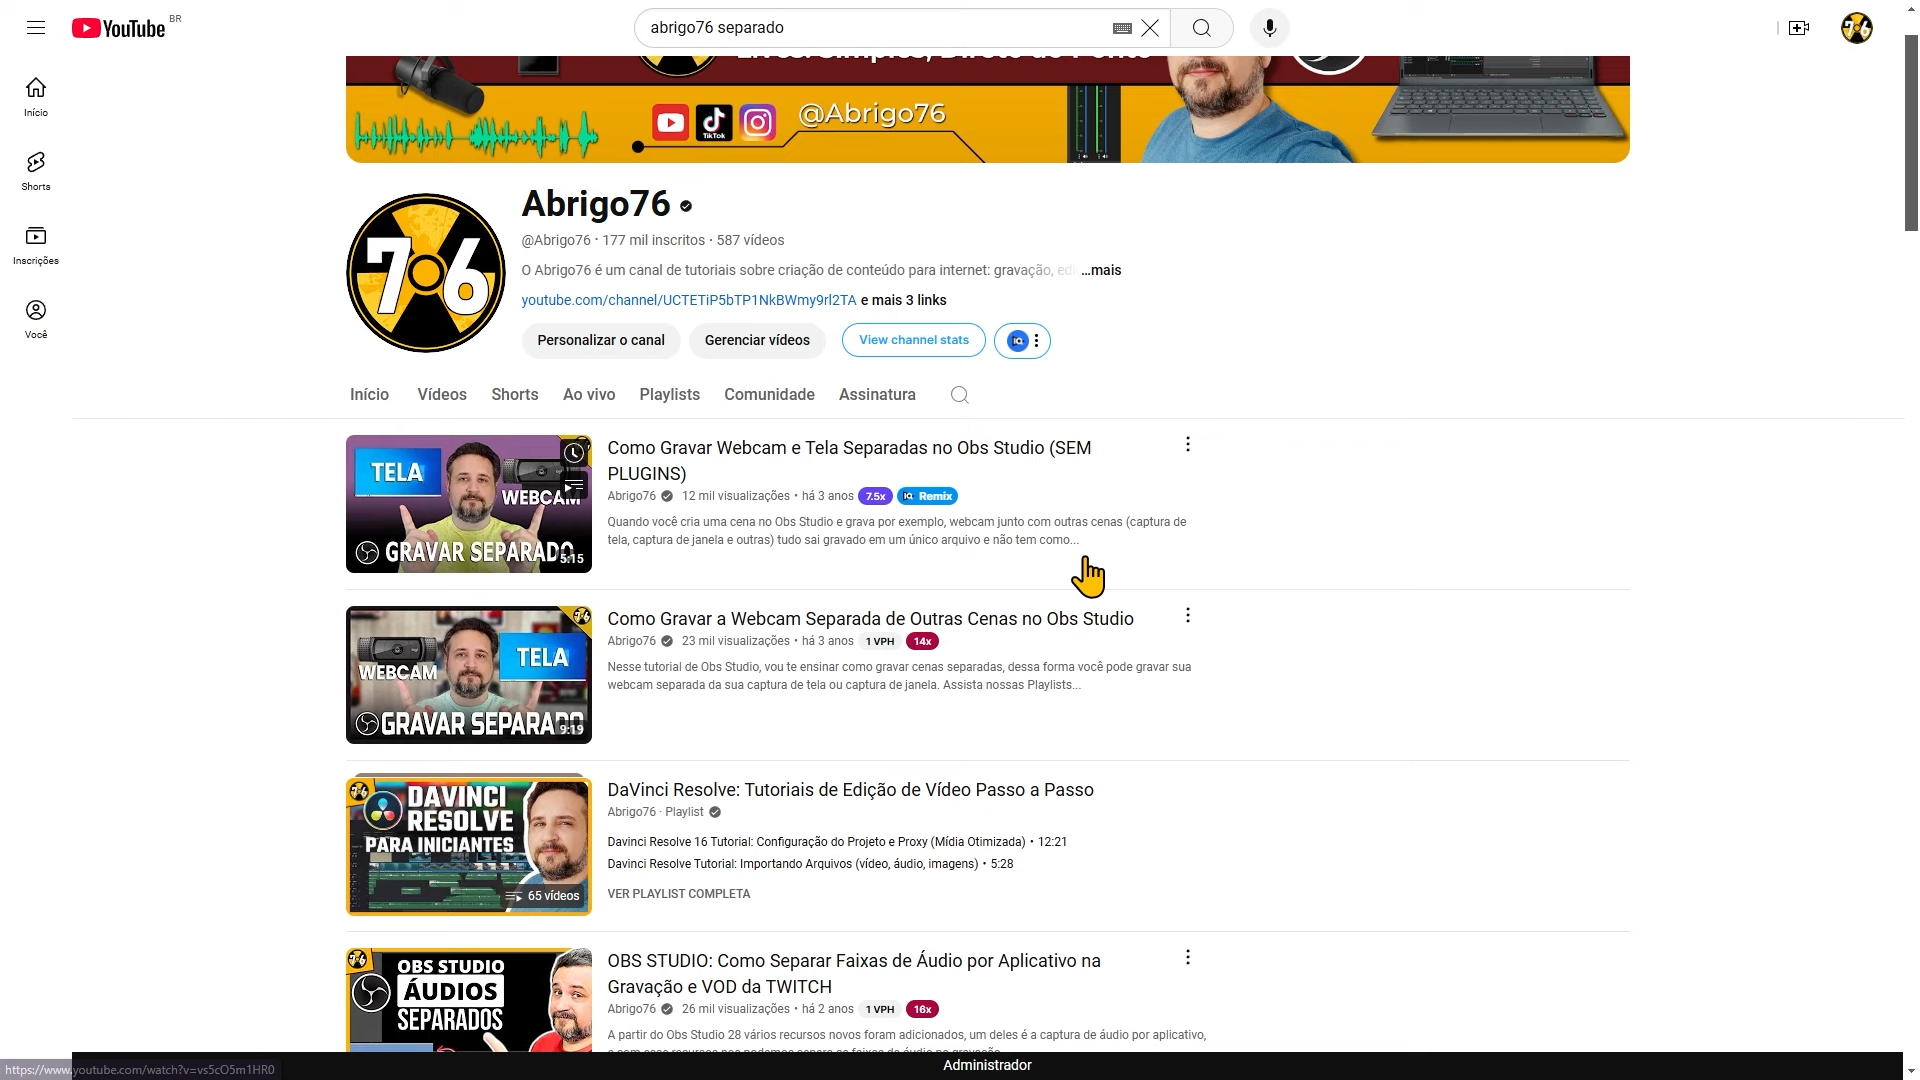 YouTube BR
abrigo76 separado
Início
Shorts
Inscrições
Você
@Abrigo76
TikTok
76
Abrigo76
@Abrigo76 • 177 mil inscritos • 587 vídeos
O Abrigo76 é um canal de tutoriais sobre criação de conteúdo para internet: gravação, edi ...mais
youtube.com/channel/UCTETiP5bTP1NkBWmy9rl2TA e mais 3 links
Personalizar o canal
Gerenciar vídeos
View channel stats
Início
Vídeos
Shorts
Ao vivo
Playlists
Comunidade
Assinatura
TELA
WEBCAM
GRAVAR SEPARADO
5:15
Como Gravar Webcam e Tela Separadas no Obs Studio (SEM
PLUGINS)
Abrigo76 12 mil visualizações • há 3 anos 7.5x Remix
Quando você cria uma cena no Obs Studio e grava por exemplo, webcam junto com outras cenas (captura de
tela, captura de janela e outras) tudo sai gravado em um único arquivo e não tem como...
WEBCAM
TELA
GRAVAR SEPARADO
9:19
Como Gravar a Webcam Separada de Outras Cenas no Obs Studio
Abrigo76 23 mil visualizações • há 3 anos 1 VPH 14x
Nesse tutorial de Obs Studio, vou te ensinar como gravar cenas separadas, dessa forma você pode gravar sua
webcam separada da sua captura de tela ou captura de janela. Assista nossas Playlists...
DAVINCI
RESOLVE
PARA INICIANTES
65 vídeos
DaVinci Resolve: Tutoriais de Edição de Vídeo Passo a Passo
Abrigo76 · Playlist
Davinci Resolve 16 Tutorial: Configuração do Projeto e Proxy (Mídia Otimizada) • 12:21
Davinci Resolve Tutorial: Importando Arquivos (vídeo, áudio, imagens) • 5:28
VER PLAYLIST COMPLETA
OBS STUDIO
ÁUDIOS
SEPARADOS
OBS STUDIO: Como Separar Faixas de Áudio por Aplicativo na
Gravação e VOD da TWITCH
Abrigo76 26 mil visualizações • há 2 anos 1 VPH 16x
A partir do Obs Studio 28 vários recursos novos foram adicionados, um deles é a captura de áudio por aplicativo,
Administrador
https://www.youtube.com/watch?v=vs5cO5m1HR0